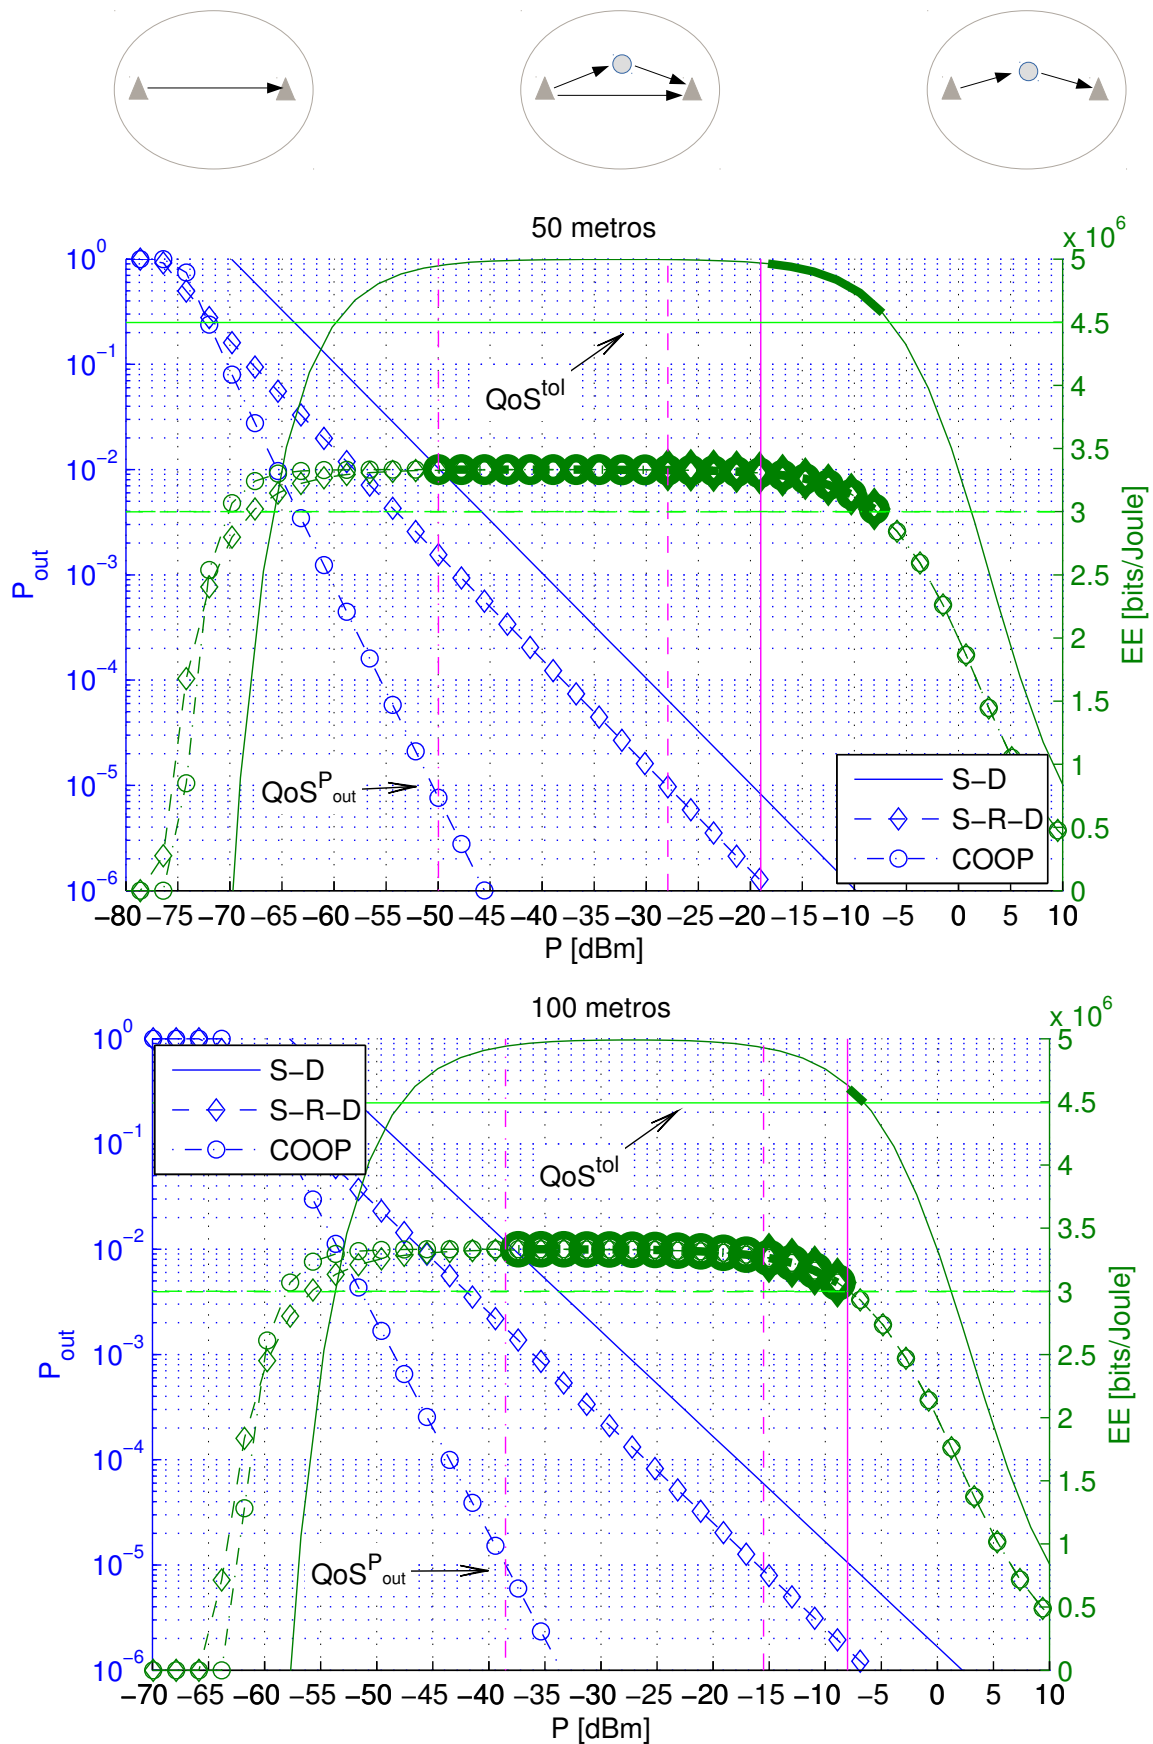 50 metros
x 10^6
10^0
10^−1
10^−2
10^−3
10^−4
10^−5
10^−6
P_out
5
4.5
4
3.5
3
2.5
2
1.5
1
0.5
0
EE [bits/Joule]
QoS^tol
QoS^P_out
S−D
S−R−D
COOP
−80 −75 −70 −65 −60 −55 −50 −45 −40 −35 −30 −25 −20 −15 −10 −5 0 5 10
P [dBm]
100 metros
x 10^6
10^0
10^−1
10^−2
10^−3
10^−4
10^−5
10^−6
P_out
5
4.5
4
3.5
3
2.5
2
1.5
1
0.5
0
EE [bits/Joule]
S−D
S−R−D
COOP
QoS^tol
QoS^P_out
−70 −65 −60 −55 −50 −45 −40 −35 −30 −25 −20 −15 −10 −5 0 5 10
P [dBm]